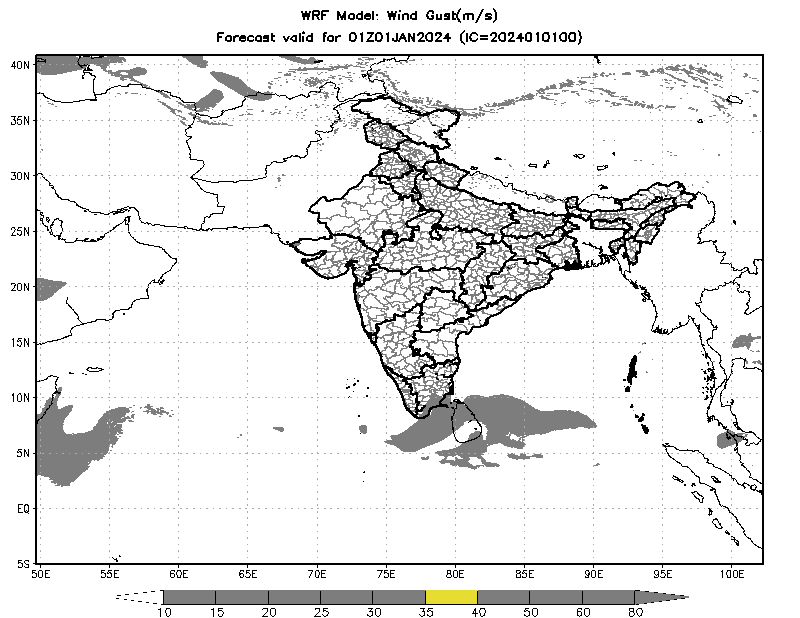 WRF Model: Wind Gust(m/s)
Forecast valid for 01Z01JAN2024 (IC=2024010100)
40N
35N
30N
25N
20N
15N
10N
5N
EQ
5S
50E 55E 60E 65E 70E 75E 80E 85E 90E 95E 100E
10 15 20 25 30 35 40 50 60 80